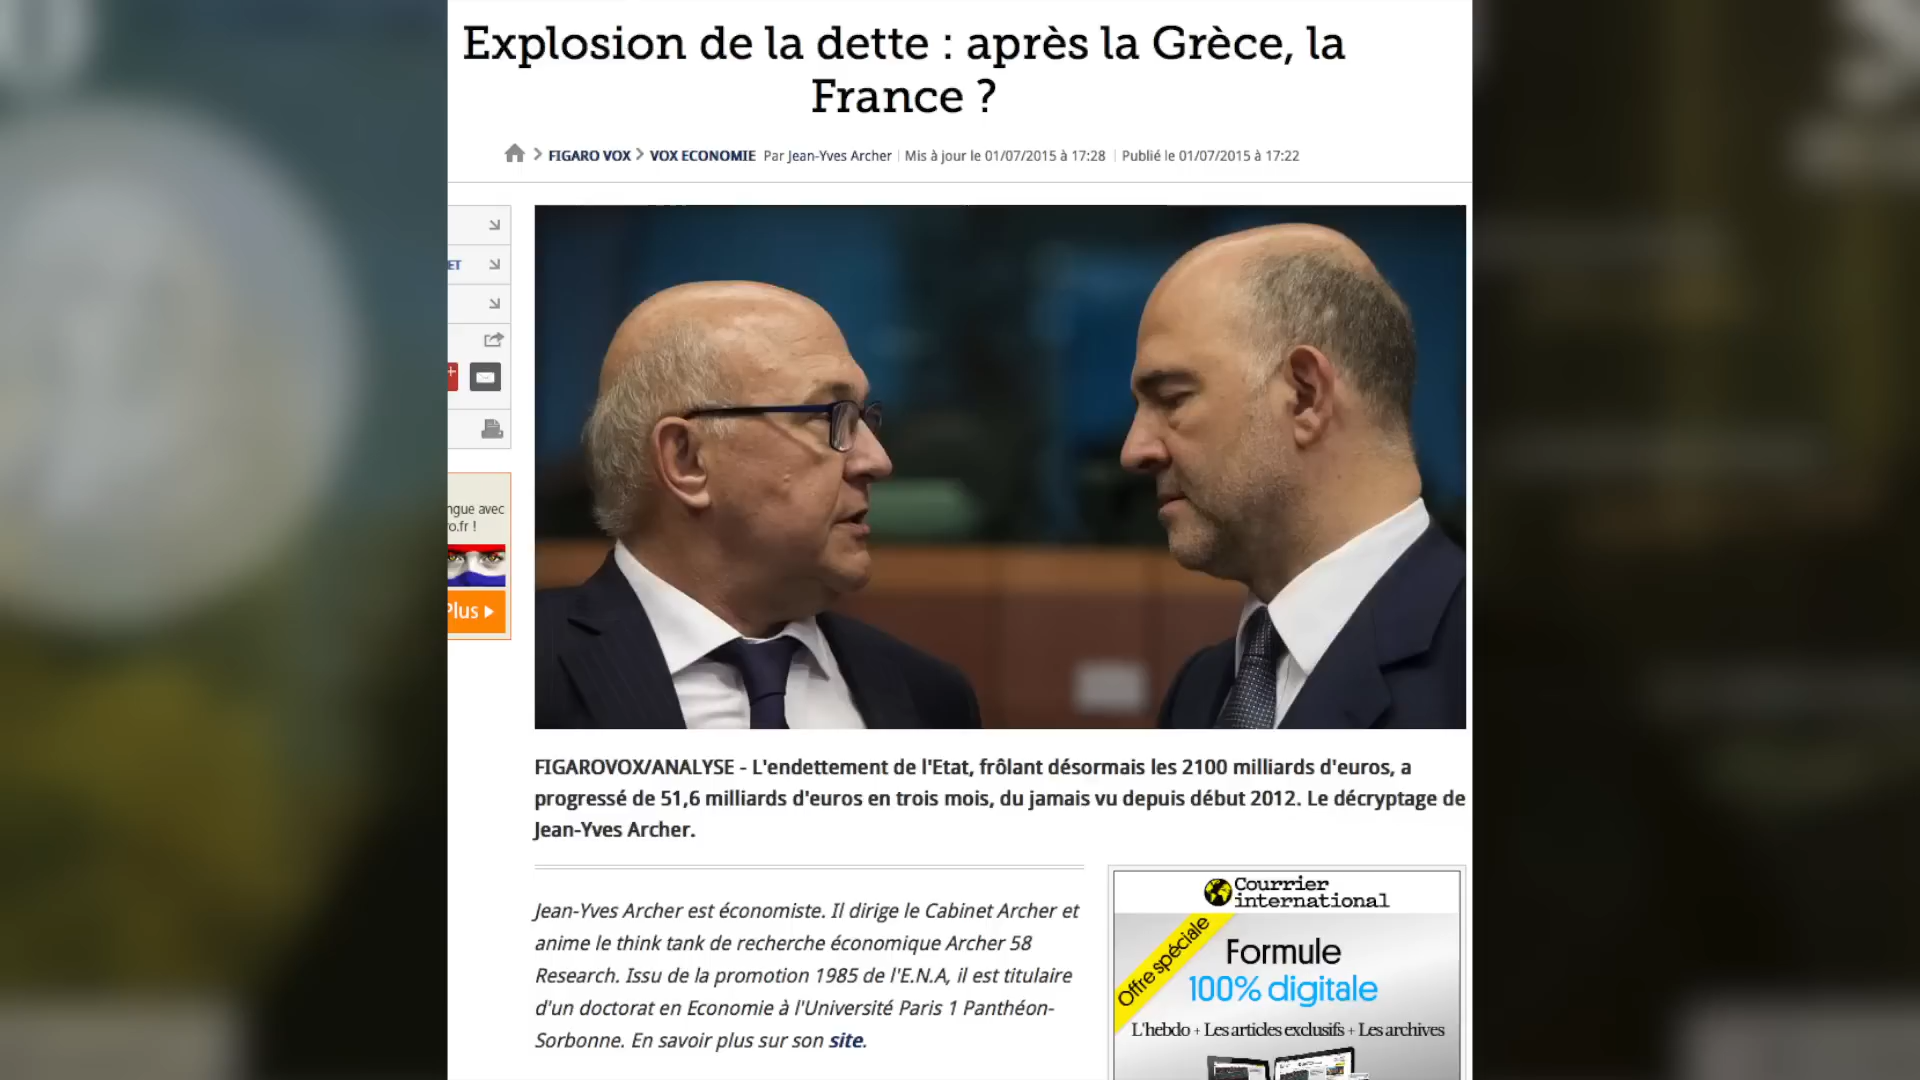 Explosion de la dette : après la Grèce, la
France ?
FIGARO VOX VOX ECONOMIE Par Jean-Yves Archer Mis à jour le 01/07/2015 à 17:28 Publié le 01/07/2015 à 17:22
ET
ngue avec
o.fr !
Plus
FIGAROVOX/ANALYSE - L'endettement de l'Etat, frôlant désormais les 2100 milliards d'euros, a
progressé de 51,6 milliards d'euros en trois mois, du jamais vu depuis début 2012. Le décryptage de
Jean-Yves Archer.
Jean-Yves Archer est économiste. Il dirige le Cabinet Archer et
anime le think tank de recherche économique Archer 58
Research. Issu de la promotion 1985 de l'E.N.A, il est titulaire
d'un doctorat en Economie à l'Université Paris 1 Panthéon-
Sorbonne. En savoir plus sur son site.
Courrier
international
Offre spéciale
Formule
100% digitale
L'hebdo + Les articles exclusifs + Les archives